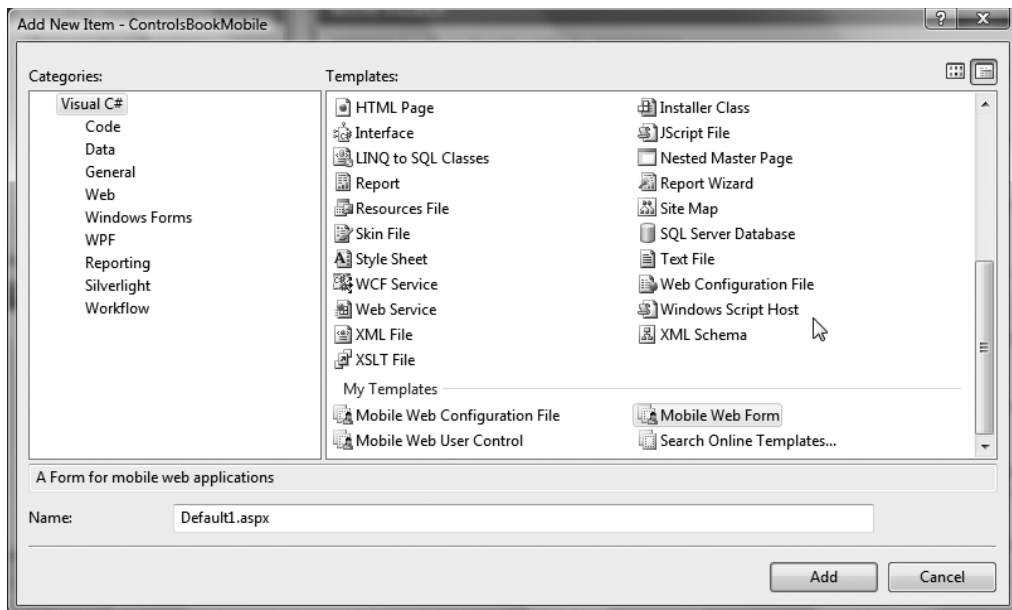 Add New Item - ControlsBookMobile
Categories:
Templates:
Visual C#
Code
Data
General
Web
Windows Forms
WPF
Reporting
Silverlight
Workflow
HTML Page
Interface
LINQ to SQL Classes
Report
Resources File
Skin File
Style Sheet
WCF Service
Web Service
XML File
XSLT File
Installer Class
JScript File
Nested Master Page
Report Wizard
Site Map
SQL Server Database
Text File
Web Configuration File
Windows Script Host
XML Schema
My Templates
Mobile Web Configuration File
Mobile Web User Control
Mobile Web Form
Search Online Templates...
A Form for mobile web applications
Name:
Default1.aspx
Add
Cancel